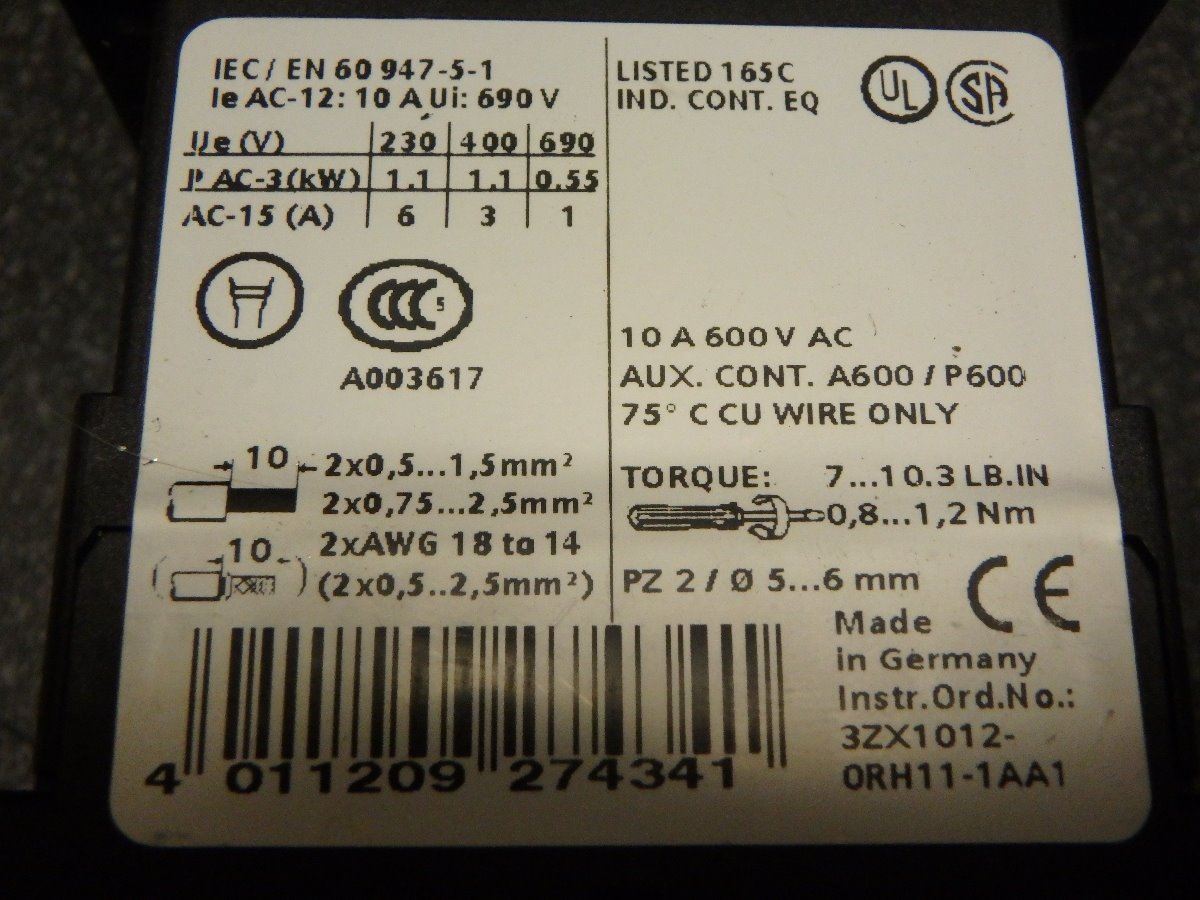 IEC / EN 60 947-5-1
Ie AC-12: 10 A Ui: 690 V
Ue (V) 230 400 690
P AC-3(kW) 1.1 1.1 0.55
AC-15 (A) 6 3 1
CCC S
A003617
10 2x0,5...1,5mm²
2x0,75...2,5mm²
2xAWG 18 to 14
10 (2x0,5..2,5mm²)
4 011209 274341
LISTED 165C
IND. CONT. EQ
UL SA
10 A 600 V AC
AUX. CONT. A600 / P600
75° C CU WIRE ONLY
TORQUE: 7...10.3 LB.IN
0,8...1,2 Nm
PZ 2 / Ø 5...6 mm
CE
Made
in Germany
Instr.Ord.No.:
3ZX1012-
0RH11-1AA1